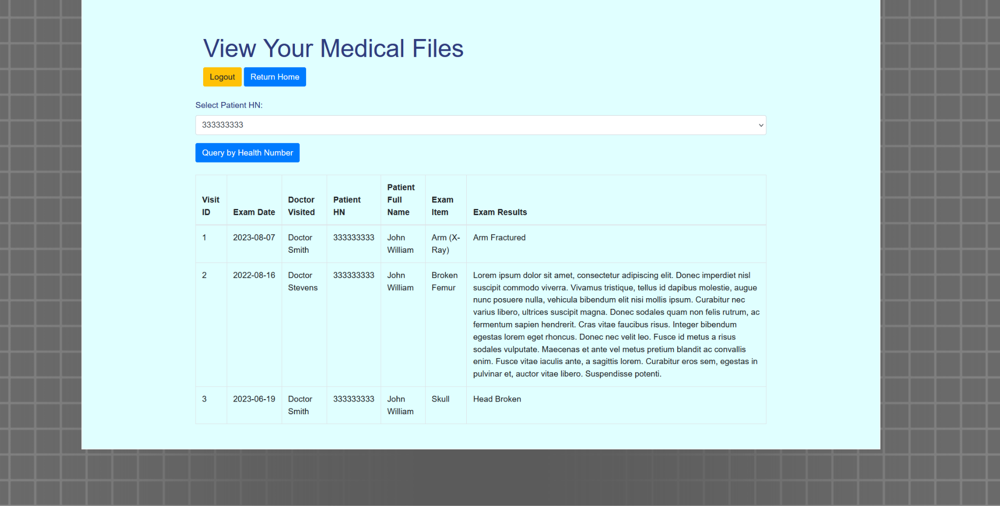 View Your Medical Files
Logout Return Home
Select Patient HN:
333333333
Query by Health Number
Visit ID Exam Date Doctor Visited Patient HN Patient Full Name Exam Item Exam Results
1 2023-08-07 Doctor Smith 333333333 John William Arm (X-Ray) Arm Fractured
2 2022-08-16 Doctor Stevens 333333333 John William Broken Femur Lorem ipsum dolor sit amet, consectetur adipiscing elit. Donec imperdiet nisl
suscipit commodo viverra. Vivamus tristique, tellus id dapibus molestie, augue
nunc posuere nulla, vehicula bibendum elit nisi mollis ipsum. Curabitur nec
varius libero, ultrices suscipit magna. Donec sodales quam non felis rutrum, ac
fermentum sapien hendrerit. Cras vitae faucibus risus. Integer bibendum
egestas lorem eget rhoncus. Donec nec velit leo. Fusce id metus a risus
sodales vulputate. Maecenas et ante vel metus pretium blandit ac convallis
enim. Fusce vitae iaculis ante, a sagittis lorem. Curabitur eros sem, egestas in
pulvinar et, auctor vitae libero. Suspendisse potenti.
3 2023-06-19 Doctor Smith 333333333 John William Skull Head Broken